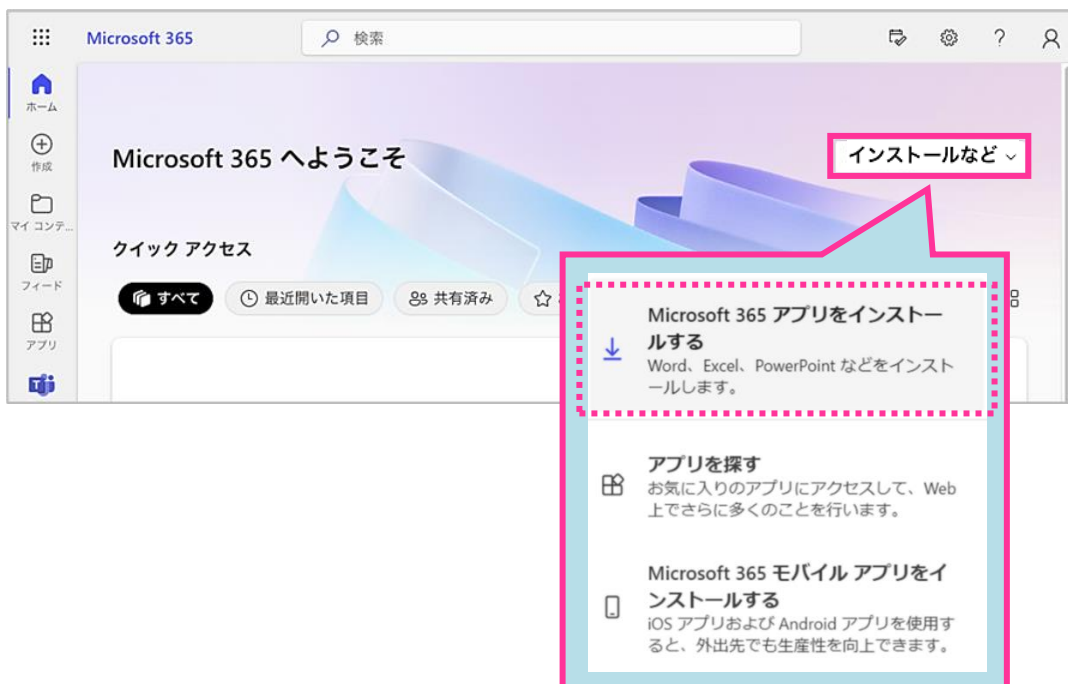 Microsoft 365
検索
ホーム
作成
マイ コンテ...
フィード
アプリ
Microsoft 365 へようこそ
インストールなど
クイック アクセス
すべて
最近開いた項目
共有済み
Microsoft 365 アプリをインストー
ルする
Word、Excel、PowerPoint などをインスト
ールします。
アプリを探す
お気に入りのアプリにアクセスして、Web
上でさらに多くのことを行います。
Microsoft 365 モバイル アプリをイ
ンストールする
iOS アプリおよび Android アプリを使用す
ると、外出先でも生産性を向上できます。